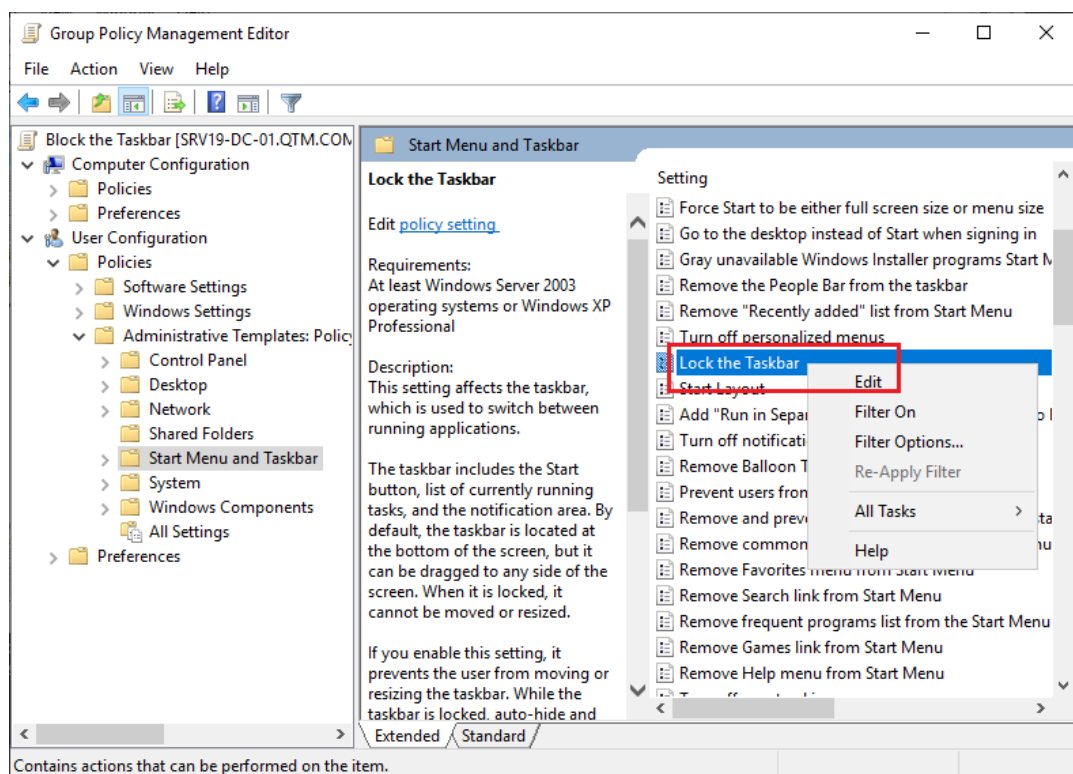 Group Policy Management Editor
File Action View Help
Block the Taskbar [SRV19-DC-01.QTM.COM
Computer Configuration
Policies
Preferences
User Configuration
Policies
Software Settings
Windows Settings
Administrative Templates: Polic
Control Panel
Desktop
Network
Shared Folders
Start Menu and Taskbar
System
Windows Components
All Settings
Preferences
Start Menu and Taskbar
Lock the Taskbar
Edit policy setting
Requirements:
At least Windows Server 2003
operating systems or Windows XP
Professional
Description:
This setting affects the taskbar,
which is used to switch between
running applications.
The taskbar includes the Start
button, list of currently running
tasks, and the notification area. By
default, the taskbar is located at
the bottom of the screen, but it
can be dragged to any side of the
screen. When it is locked, it
cannot be moved or resized.
If you enable this setting, it
prevents the user from moving or
resizing the taskbar. While the
taskbar is locked, auto-hide and
Setting
Force Start to be either full screen size or menu size
Go to the desktop instead of Start when signing in
Gray unavailable Windows Installer programs Start M
Remove the People Bar from the taskbar
Remove "Recently added" list from Start Menu
Turn off personalized menus
Lock the Taskbar
Start Layout
Add "Run in Separ
Turn off notificati
Remove Balloon T
Prevent users from
Remove and preve
Remove common
Remove Favorites menu from Start Menu
Remove Search link from Start Menu
Remove frequent programs list from the Start Menu
Remove Games link from Start Menu
Remove Help menu from Start Menu
Edit
Filter On
Filter Options...
Re-Apply Filter
All Tasks
Help
Extended Standard
Contains actions that can be performed on the item.